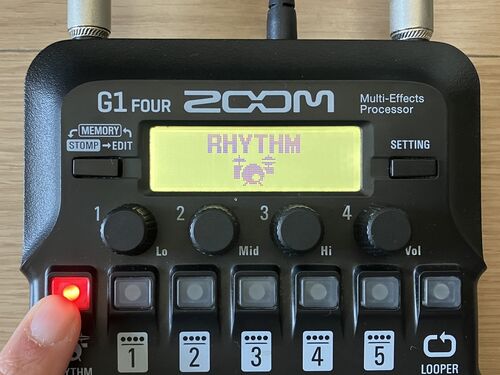 G1 FOUR ZOOM Multi-Effects
Processor
MEMORY
STOMP → EDIT
RHYTHM
SETTING
1 2 3 4
Lo Mid Hi Vol
1 2 3 4 5
LOOPER